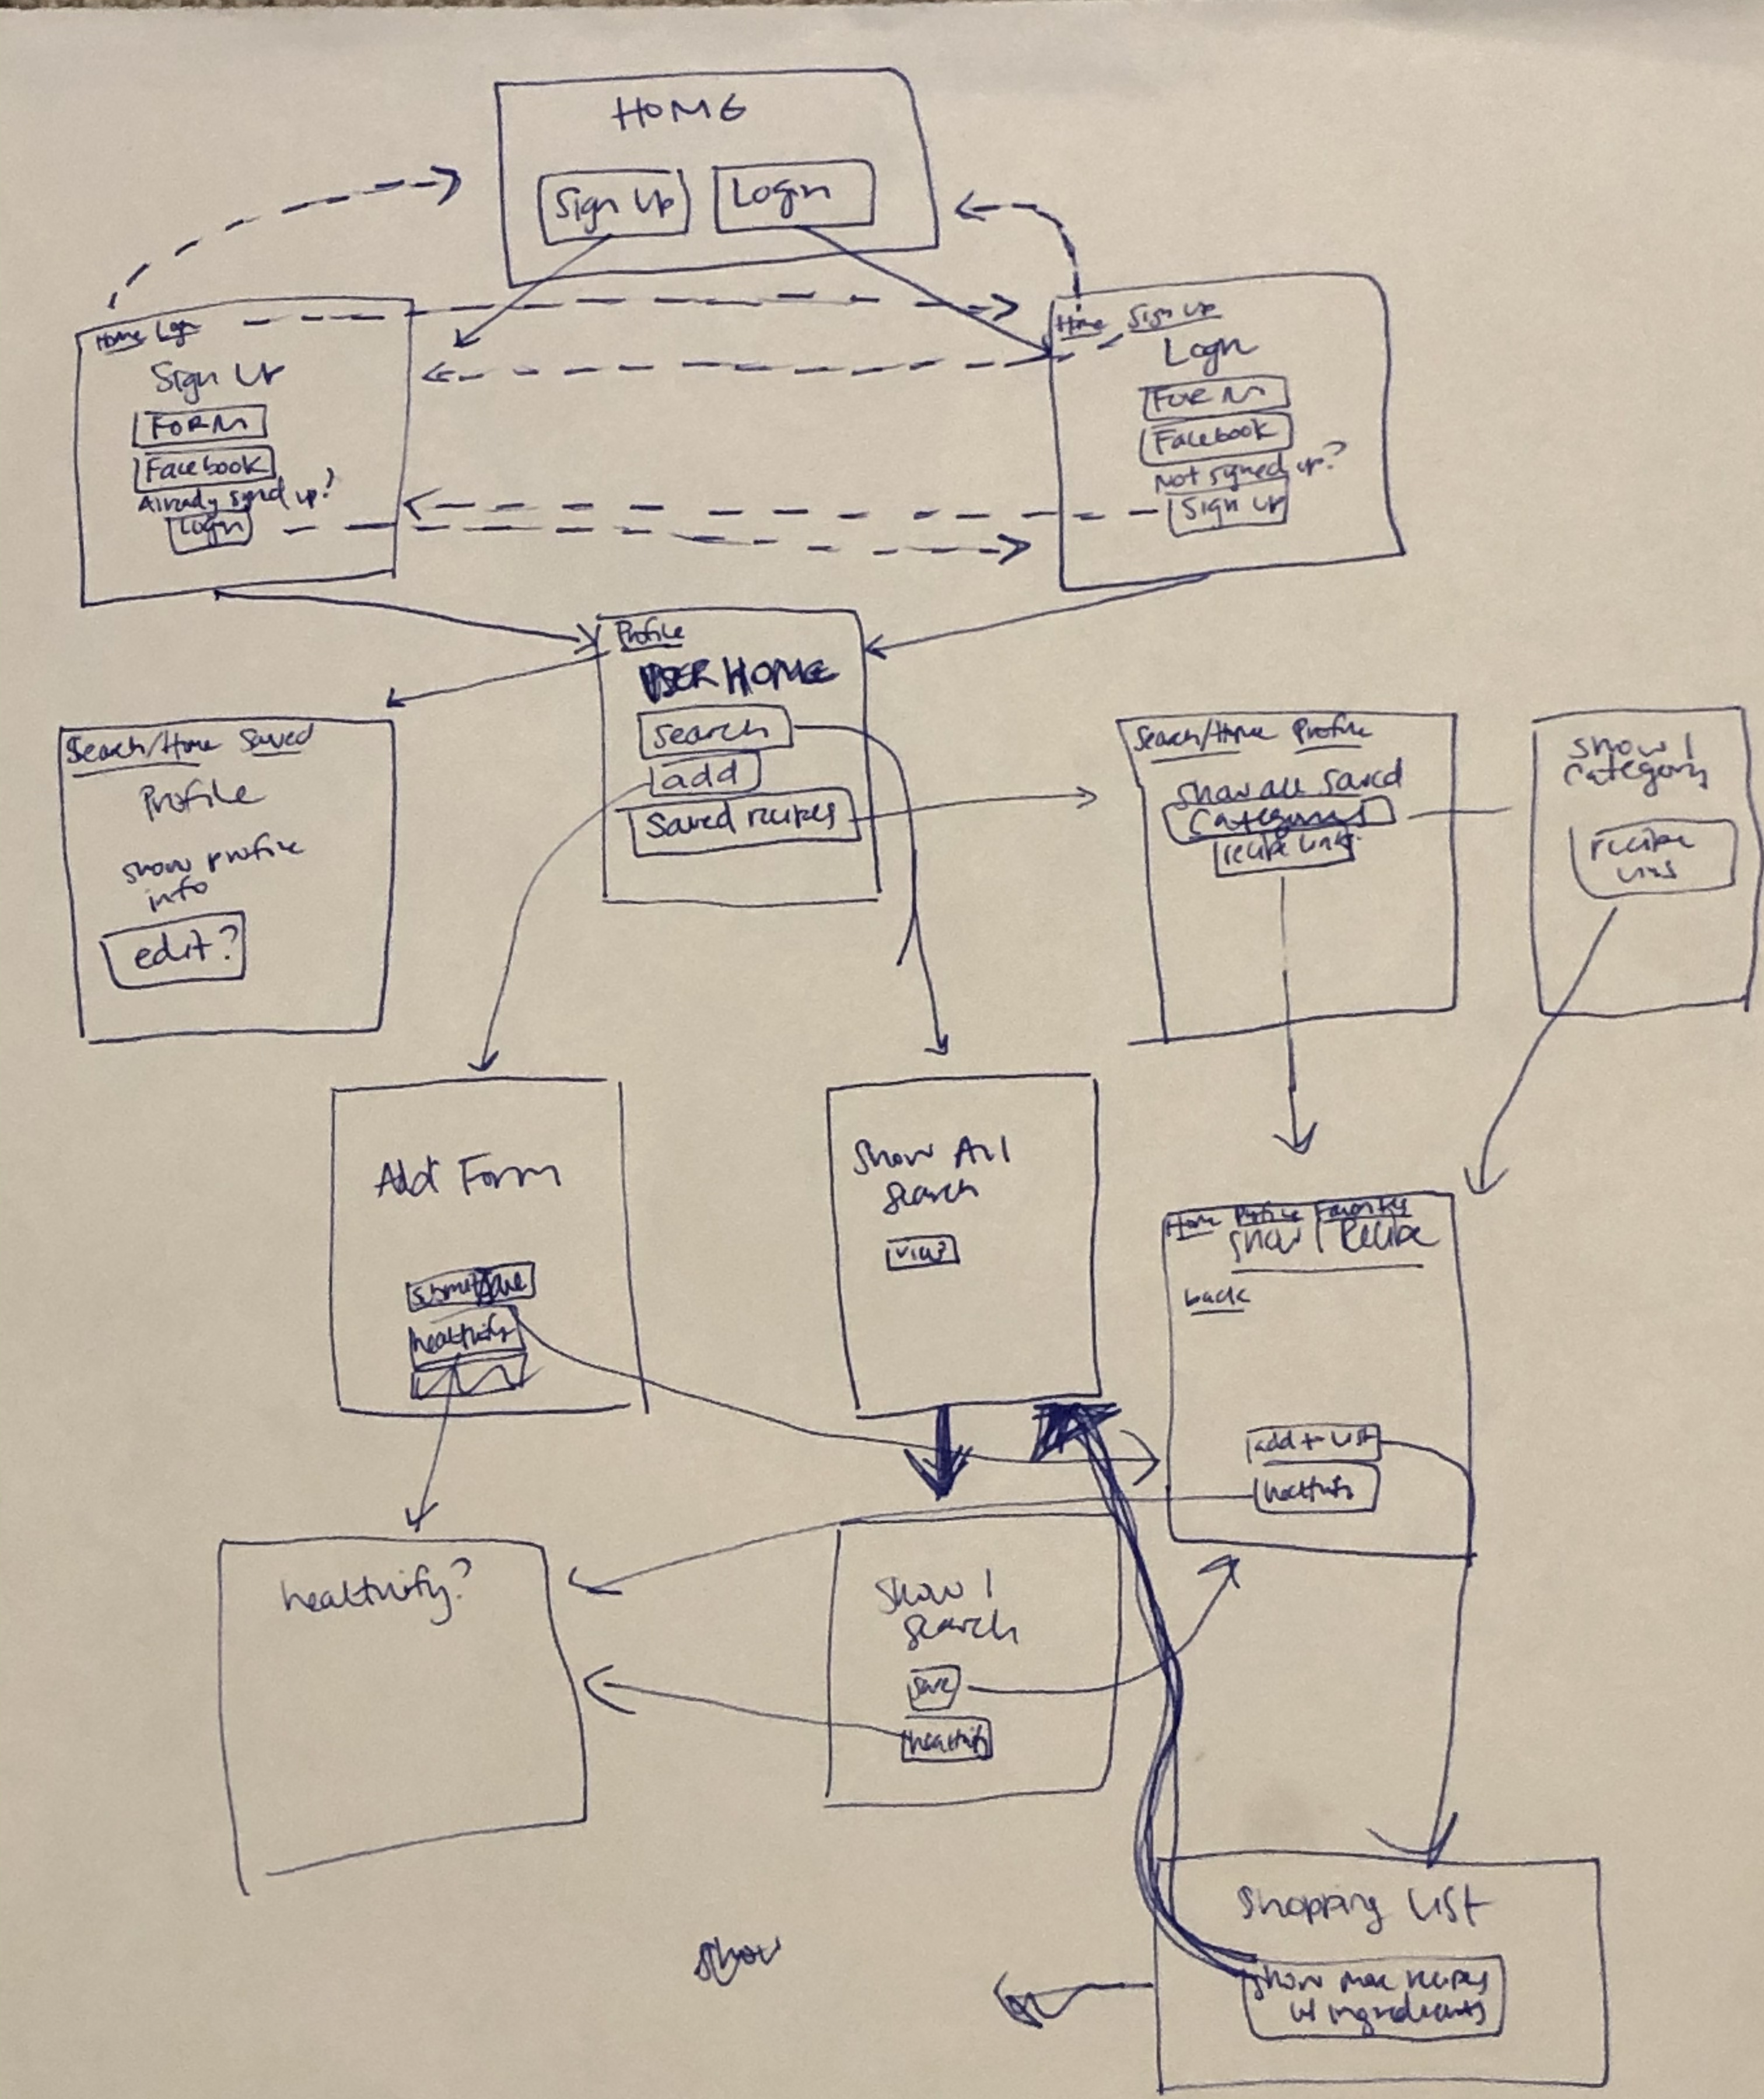 HOME
Sign Up
Login
Home Login
Sign Up
FORM
Facebook
Already signd up?
Login
Home Sign Up
Login
FORM
Facebook
Not signed up?
Sign up
Profile
USER HOME
search
add
Saved recipes
Search/Home Saved
Profile
show profile
info
edit?
Search/Home Profile
Show all saved
Categories
recipe links
show 1
category
recipe
links
Add Form
submit
healthify
Show All
search
view
Home Profile Favorites
show 1 Recipe
back
add to list
healthify
healthify?
Show 1
search
save
healthify
Show
Shopping List
show more recipes
w/ ingredients